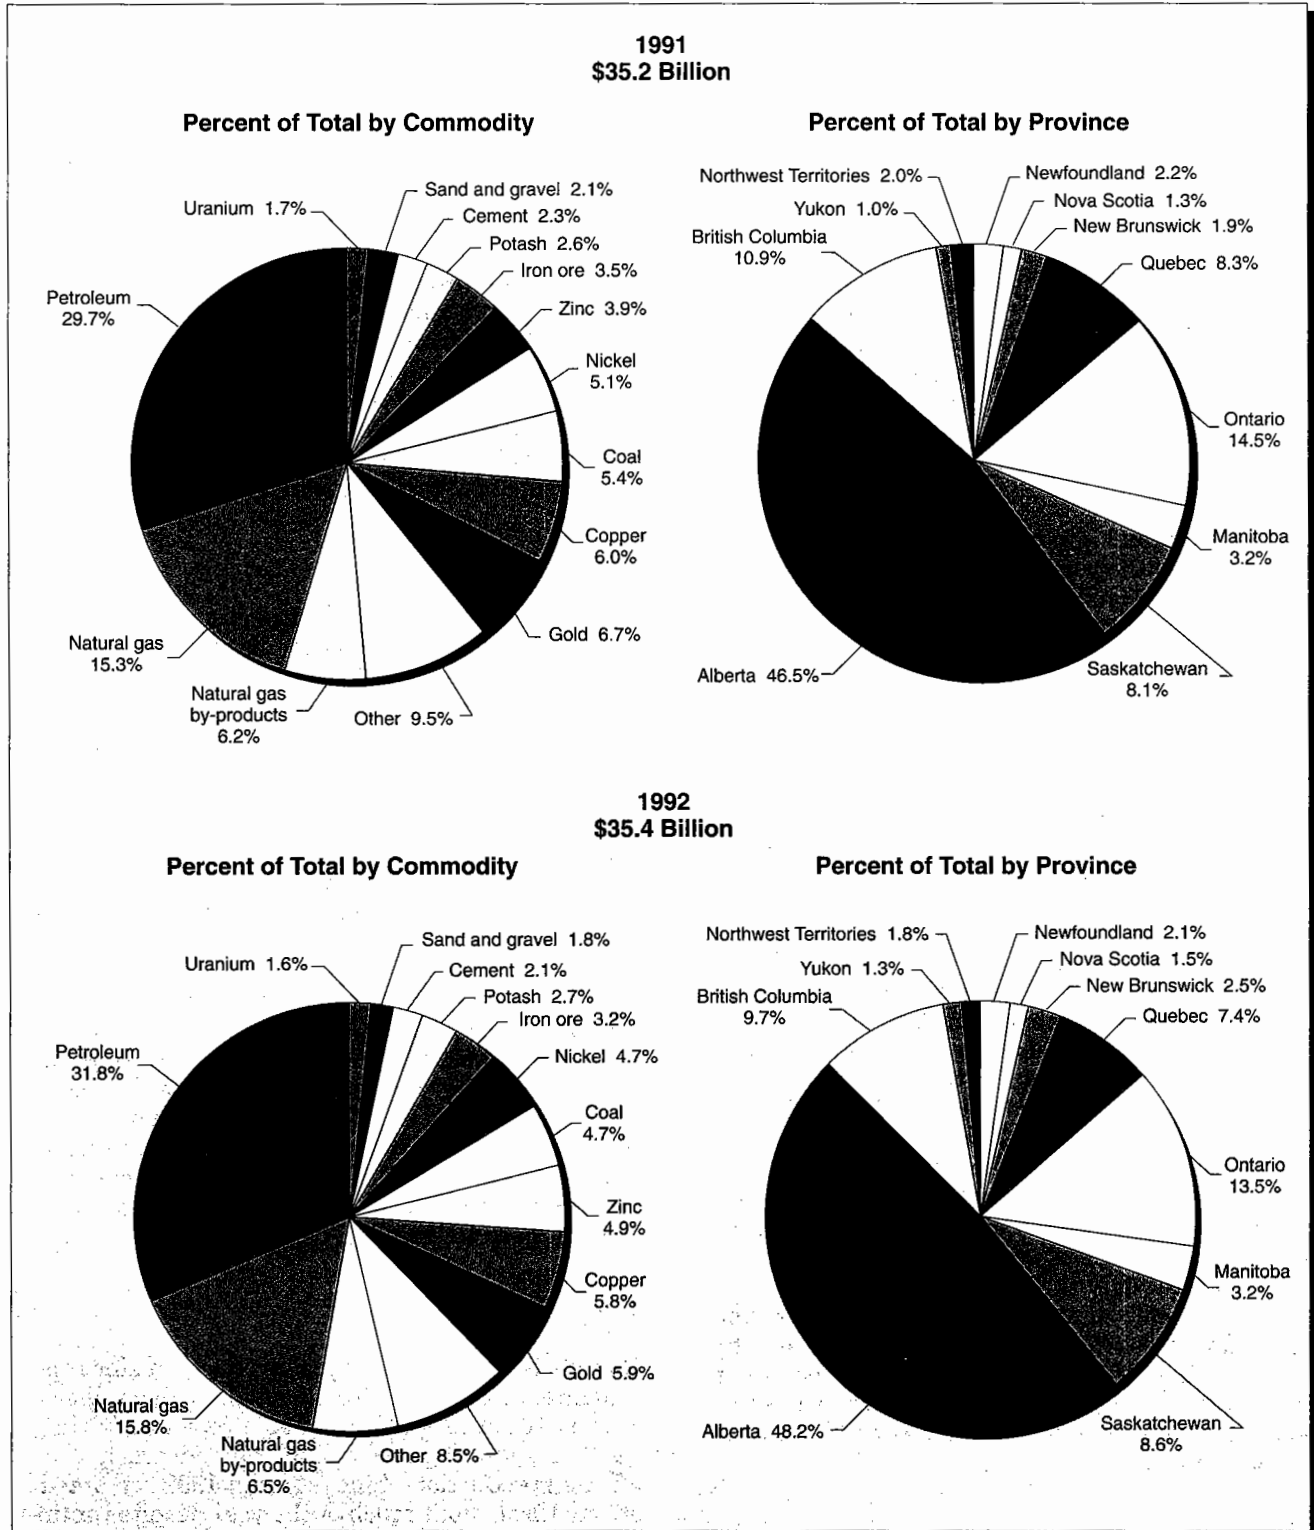 1991
$35.2 Billion
Percent of Total by Commodity
Uranium 1.7%
Sand and gravel 2.1%
Cement 2.3%
Potash 2.6%
Iron ore 3.5%
Zinc 3.9%
Nickel
5.1%
Coal
5.4%
Copper
6.0%
Gold 6.7%
Other 9.5%
Natural gas
by-products
6.2%
Natural gas
15.3%
Petroleum
29.7%
Percent of Total by Province
Northwest Territories 2.0%
Yukon 1.0%
British Columbia
10.9%
Newfoundland 2.2%
Nova Scotia 1.3%
New Brunswick 1.9%
Quebec 8.3%
Ontario
14.5%
Manitoba
3.2%
Saskatchewan
8.1%
Alberta 46.5%
1992
$35.4 Billion
Percent of Total by Commodity
Uranium 1.6%
Sand and gravel 1.8%
Cement 2.1%
Potash 2.7%
Iron ore 3.2%
Nickel 4.7%
Coal
4.7%
Zinc
4.9%
Copper
5.8%
Gold 5.9%
Other 8.5%
Natural gas
by-products
6.5%
Natural gas
15.8%
Petroleum
31.8%
Percent of Total by Province
Northwest Territories 1.8%
Yukon 1.3%
British Columbia
9.7%
Newfoundland 2.1%
Nova Scotia 1.5%
New Brunswick 2.5%
Quebec 7.4%
Ontario
13.5%
Manitoba
3.2%
Saskatchewan
8.6%
Alberta 48.2%